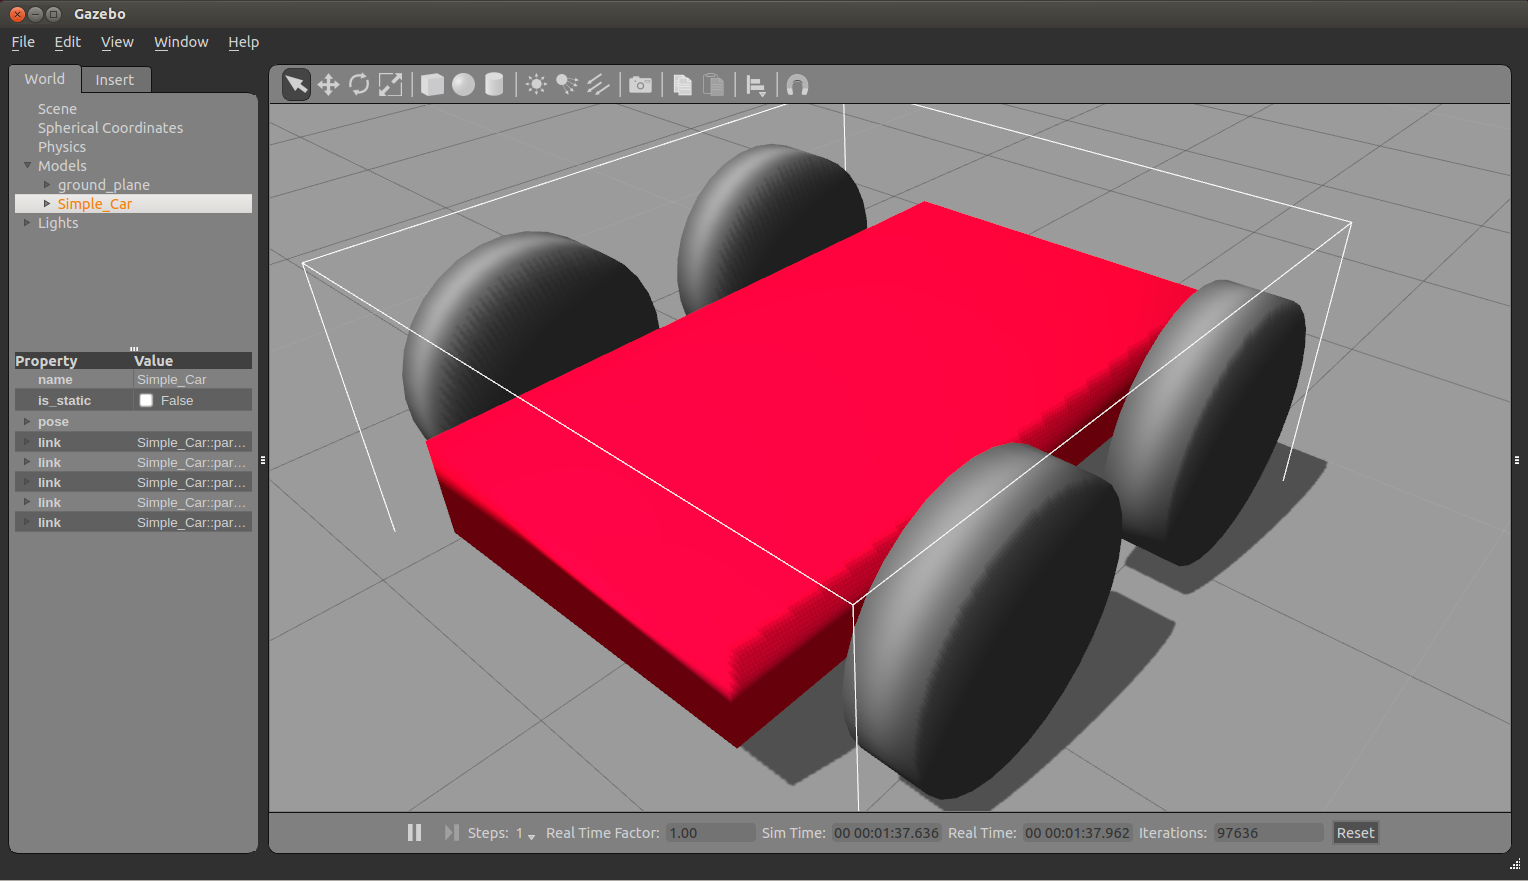 Gazebo
File Edit View Window Help
World Insert
Scene
Spherical Coordinates
Physics
Models
ground_plane
Simple_Car
Lights
Property Value
name Simple_Car
is_static False
pose
link Simple_Car::par...
link Simple_Car::par...
link Simple_Car::par...
link Simple_Car::par...
link Simple_Car::par...
Steps: 1 Real Time Factor: 1.00 Sim Time: 00 00:01:37.636 Real Time: 00 00:01:37.962 Iterations: 97636 Reset